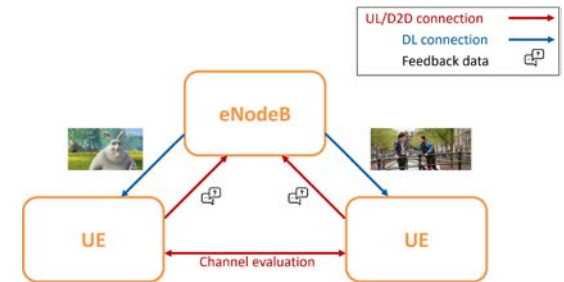 UL/D2D connection
DL connection
Feedback data
eNodeB
UE
UE
Channel evaluation